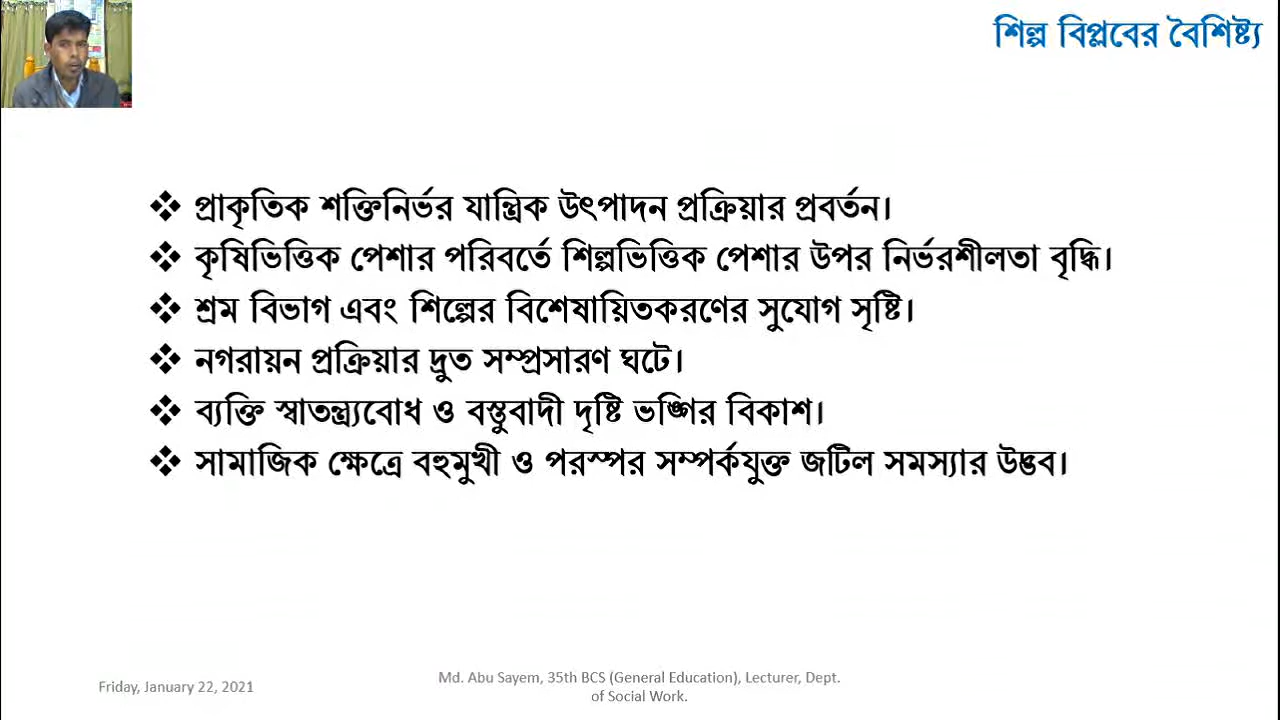 শিল্প বিপ্লবের বৈশিষ্ট্য
❖ প্রাকৃতিক শক্তিনির্ভর যান্ত্রিক উৎপাদন প্রক্রিয়ার প্রবর্তন।
❖ কৃষিভিত্তিক পেশার পরিবর্তে শিল্পভিত্তিক পেশার উপর নির্ভরশীলতা বৃদ্ধি।
❖ শ্রম বিভাগ এবং শিল্পের বিশেষায়িতকরণের সুযোগ সৃষ্টি।
❖ নগরায়ন প্রক্রিয়ার দ্রুত সম্প্রসারণ ঘটে।
❖ ব্যক্তি স্বাতন্ত্র্যবোধ ও বস্তুবাদী দৃষ্টি ভঙ্গির বিকাশ।
❖ সামাজিক ক্ষেত্রে বহুমুখী ও পরস্পর সম্পর্কযুক্ত জটিল সমস্যার উদ্ভব।
Friday, January 22, 2021
Md. Abu Sayem, 35th BCS (General Education), Lecturer, Dept.
of Social Work.